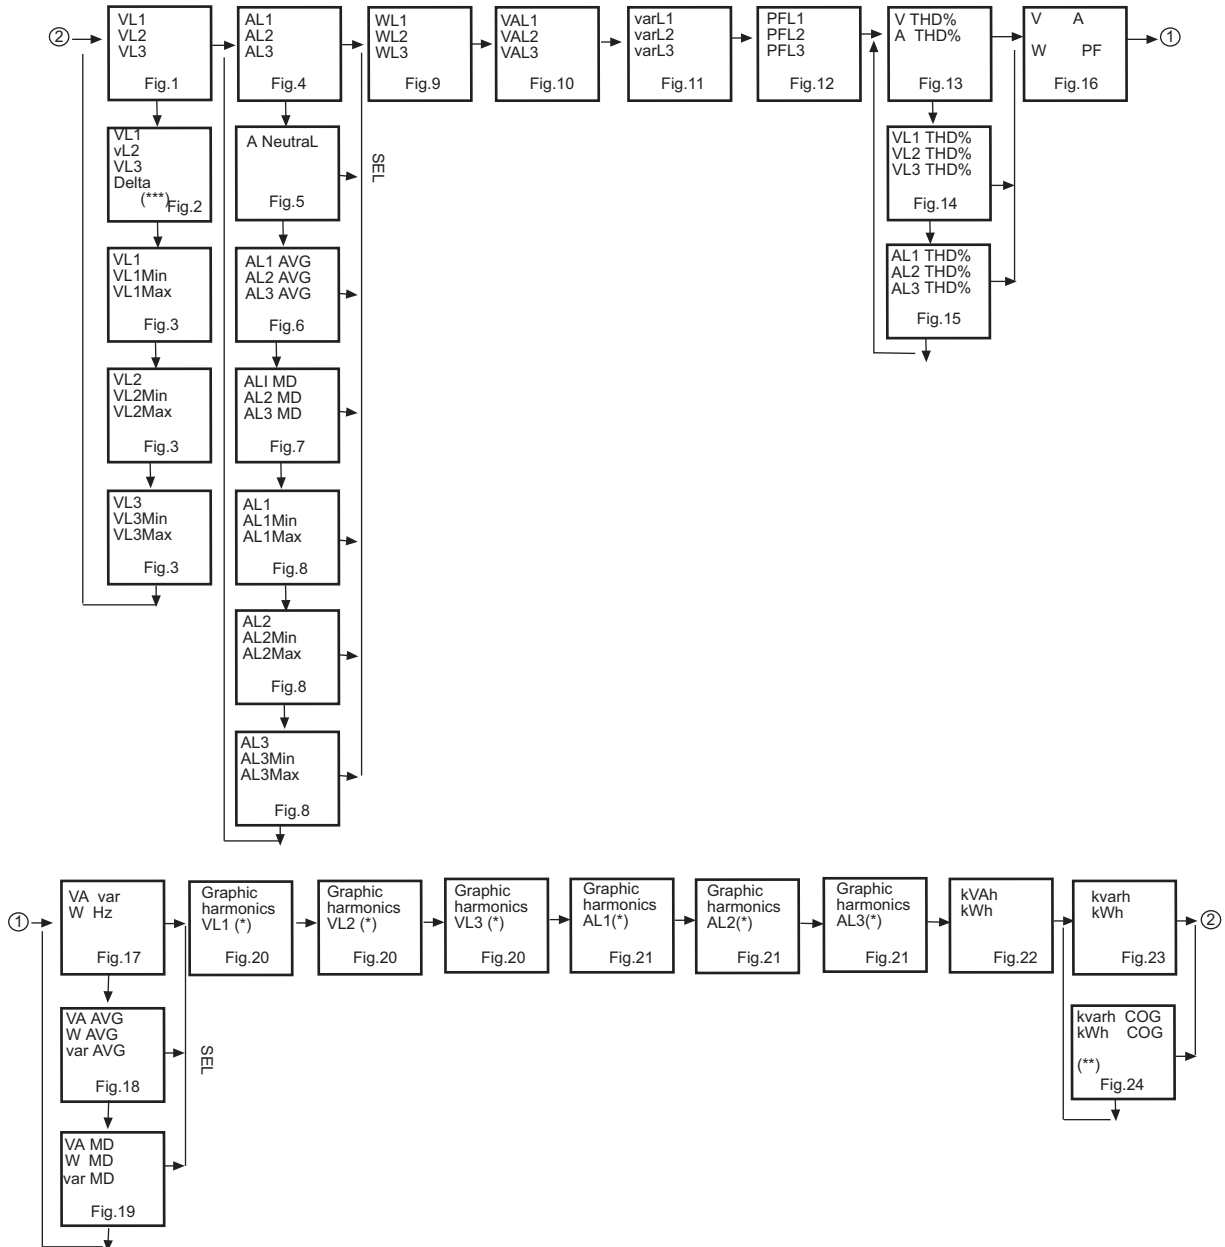 ②
VL1
VL2
VL3
Fig.1
VL1
vL2
VL3
Delta
(***)
Fig.2
VL1
VL1Min
VL1Max
Fig.3
VL2
VL2Min
VL2Max
Fig.3
VL3
VL3Min
VL3Max
Fig.3
AL1
AL2
AL3
Fig.4
A NeutraL
Fig.5
AL1 AVG
AL2 AVG
AL3 AVG
Fig.6
ALI MD
AL2 MD
AL3 MD
Fig.7
AL1
AL1Min
AL1Max
Fig.8
AL2
AL2Min
AL2Max
Fig.8
AL3
AL3Min
AL3Max
Fig.8
SEL
WL1
WL2
WL3
Fig.9
VAL1
VAL2
VAL3
Fig.10
varL1
varL2
varL3
Fig.11
PFL1
PFL2
PFL3
Fig.12
V THD%
A THD%
Fig.13
VL1 THD%
VL2 THD%
VL3 THD%
Fig.14
AL1 THD%
AL2 THD%
AL3 THD%
Fig.15
V A
W PF
Fig.16
①
①
VA var
W Hz
Fig.17
VA AVG
W AVG
var AVG
Fig.18
VA MD
W MD
var MD
Fig.19
SEL
Graphic
harmonics
VL1 (*)
Fig.20
Graphic
harmonics
VL2 (*)
Fig.20
Graphic
harmonics
VL3 (*)
Fig.20
Graphic
harmonics
AL1(*)
Fig.21
Graphic
harmonics
AL2(*)
Fig.21
Graphic
harmonics
AL3(*)
Fig.21
kVAh
kWh
Fig.22
kvarh
kWh
Fig.23
kvarh COG
kWh COG
(**)
Fig.24
②